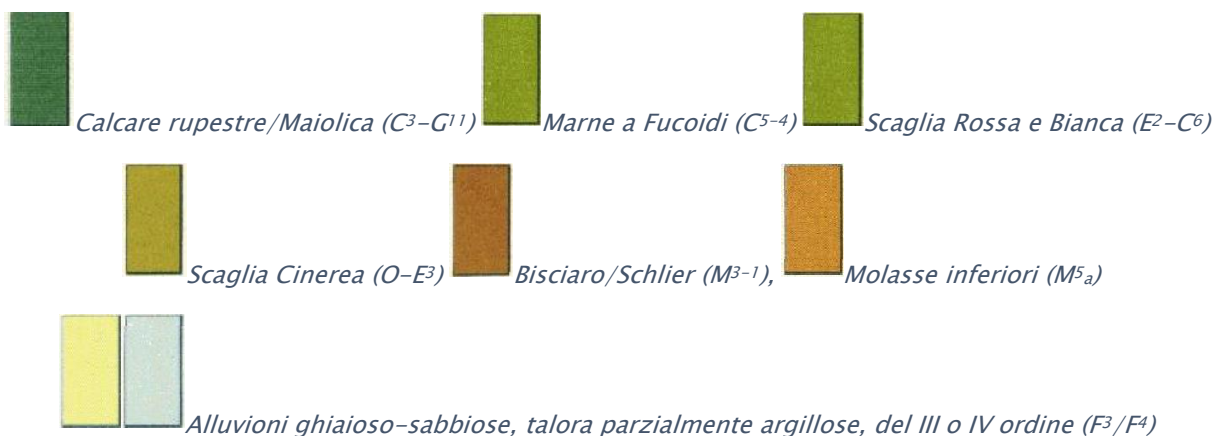 Calcare rupestre/Maiolica (C³-G¹¹) Marne a Fucoidi (C⁵⁻⁴) Scaglia Rossa e Bianca (E²-C⁶)
Scaglia Cinerea (O-E³) Bisciaro/Schlier (M³⁻¹), Molasse inferiori (M⁵ₐ)
Alluvioni ghiaioso-sabbiose, talora parzialmente argillose, del III o IV ordine (F³/F⁴)